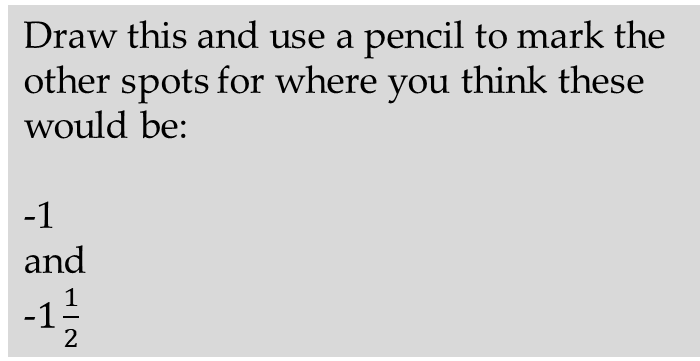 Draw this and use a pencil to mark the
other spots for where you think these
would be:
-1
and
-1 1/2